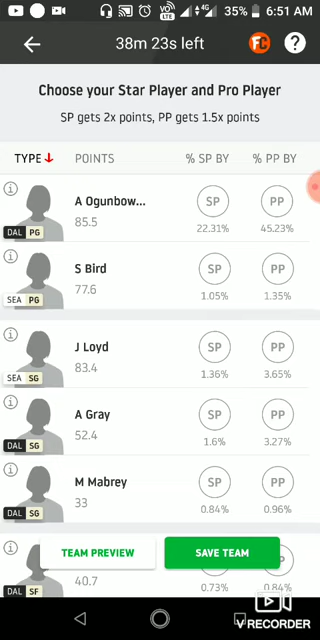 VO LTE 4G 35% 6:51 AM
38m 23s left FC ?
Choose your Star Player and Pro Player
SP gets 2x points, PP gets 1.5x points
TYPE POINTS % SP BY % PP BY
A Ogunbow... SP PP
85.5 22.31% 45.23%
DAL PG
S Bird SP PP
77.6 1.05% 1.35%
SEA PG
J Loyd SP PP
83.4 1.36% 3.65%
SEA SG
A Gray SP PP
52.4 1.6% 3.27%
DAL SG
M Mabrey SP PP
33 0.84% 0.96%
DAL SG
TEAM PREVIEW SAVE TEAM
40.7 0.73% 0.84%
DAL SF
V RECORDER